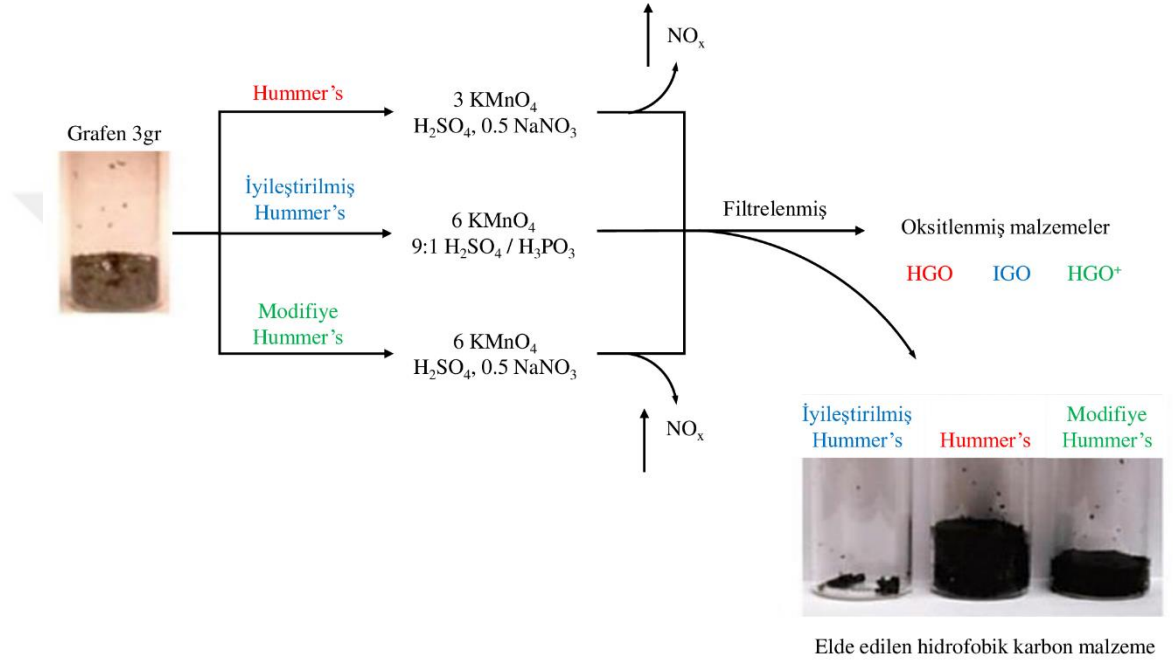 NOₓ
Hummer’s
3 KMnO₄
H₂SO₄, 0.5 NaNO₃
Grafen 3gr
İyileştirilmiş
Hummer’s
6 KMnO₄
9:1 H₂SO₄ / H₃PO₃
Filtrelenmiş
Oksitlenmiş malzemeler
HGO IGO HGO⁺
Modifiye
Hummer’s
6 KMnO₄
H₂SO₄, 0.5 NaNO₃
NOₓ
İyileştirilmiş
Hummer’s
Hummer’s
Modifiye
Hummer’s
Elde edilen hidrofobik karbon malzeme